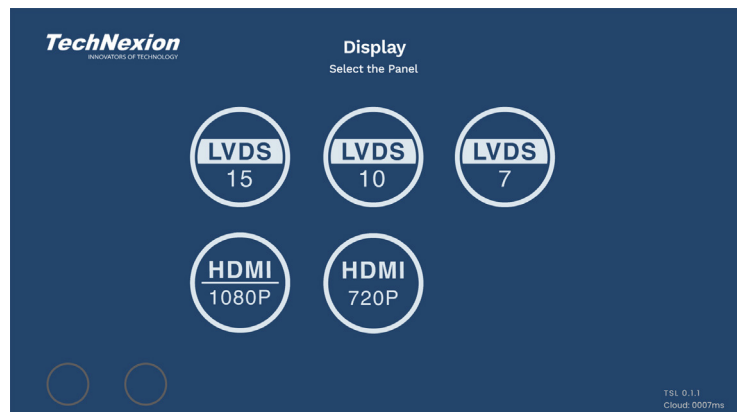 TechNexion
INNOVATORS OF TECHNOLOGY
Display
Select the Panel
LVDS
15
LVDS
10
LVDS
7
HDMI
1080P
HDMI
720P
TSL 0.1.1
Cloud: 0007ms